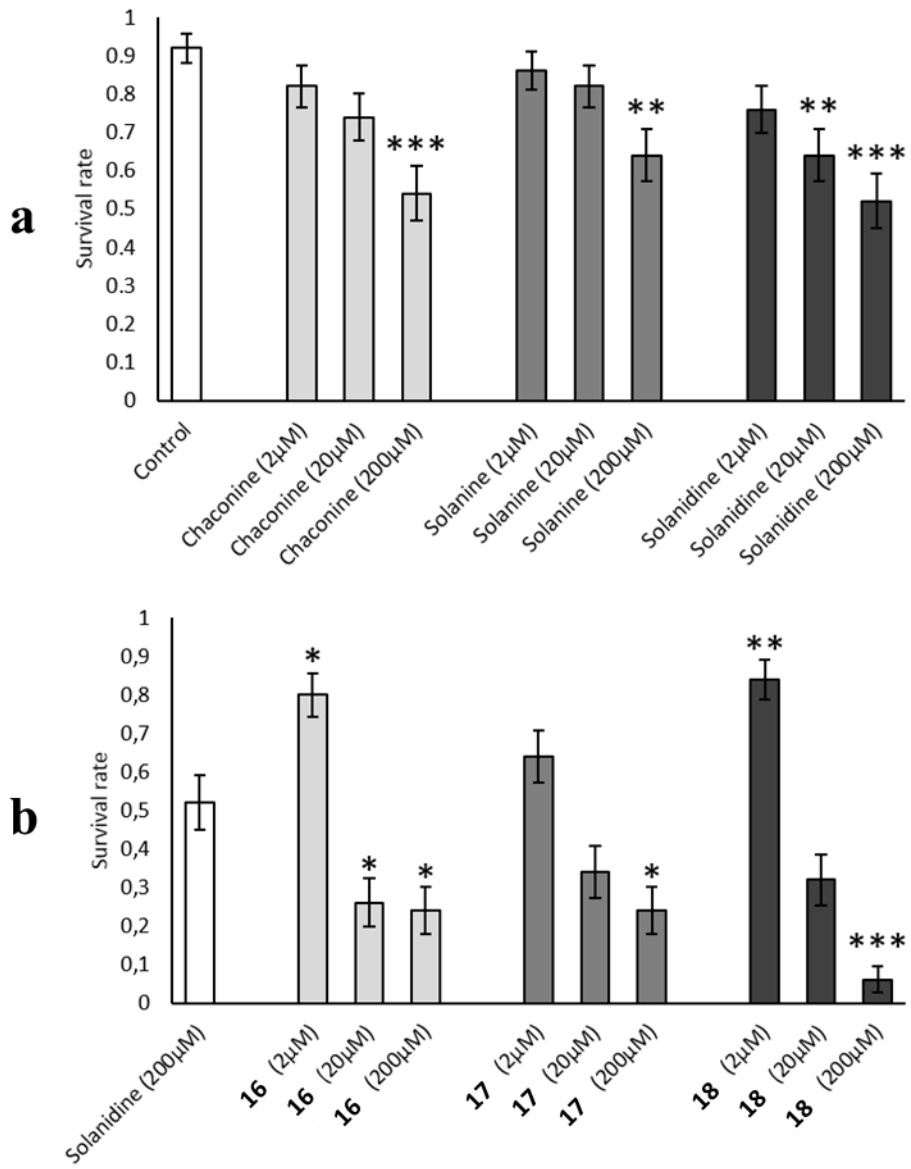 a
Survival rate
1
0.9
0.8
0.7
0.6
0.5
0.4
0.3
0.2
0.1
0
***
**
**
***
Control
Chaconine (2µM)
Chaconine (20µM)
Chaconine (200µM)
Solanine (2µM)
Solanine (20µM)
Solanine (200µM)
Solanidine (2µM)
Solanidine (20µM)
Solanidine (200µM)
b
Survival rate
1
0,9
0,8
0,7
0,6
0,5
0,4
0,3
0,2
0,1
0
*
*
*
*
**
***
Solanidine (200µM)
16 (2µM)
16 (20µM)
16 (200µM)
17 (2µM)
17 (20µM)
17 (200µM)
18 (2µM)
18 (20µM)
18 (200µM)